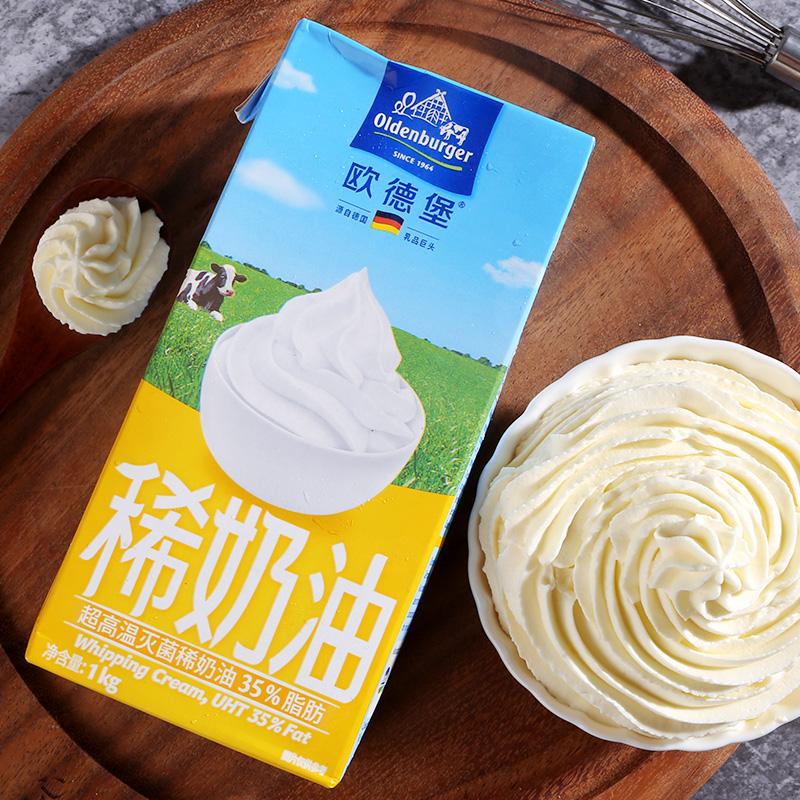 Oldenburger
SINCE 1964
欧德堡®
源自德国 乳品巨头
稀奶油
超高温灭菌稀奶油 35%脂肪
Whipping Cream, UHT 35%Fat
净含量:1kg